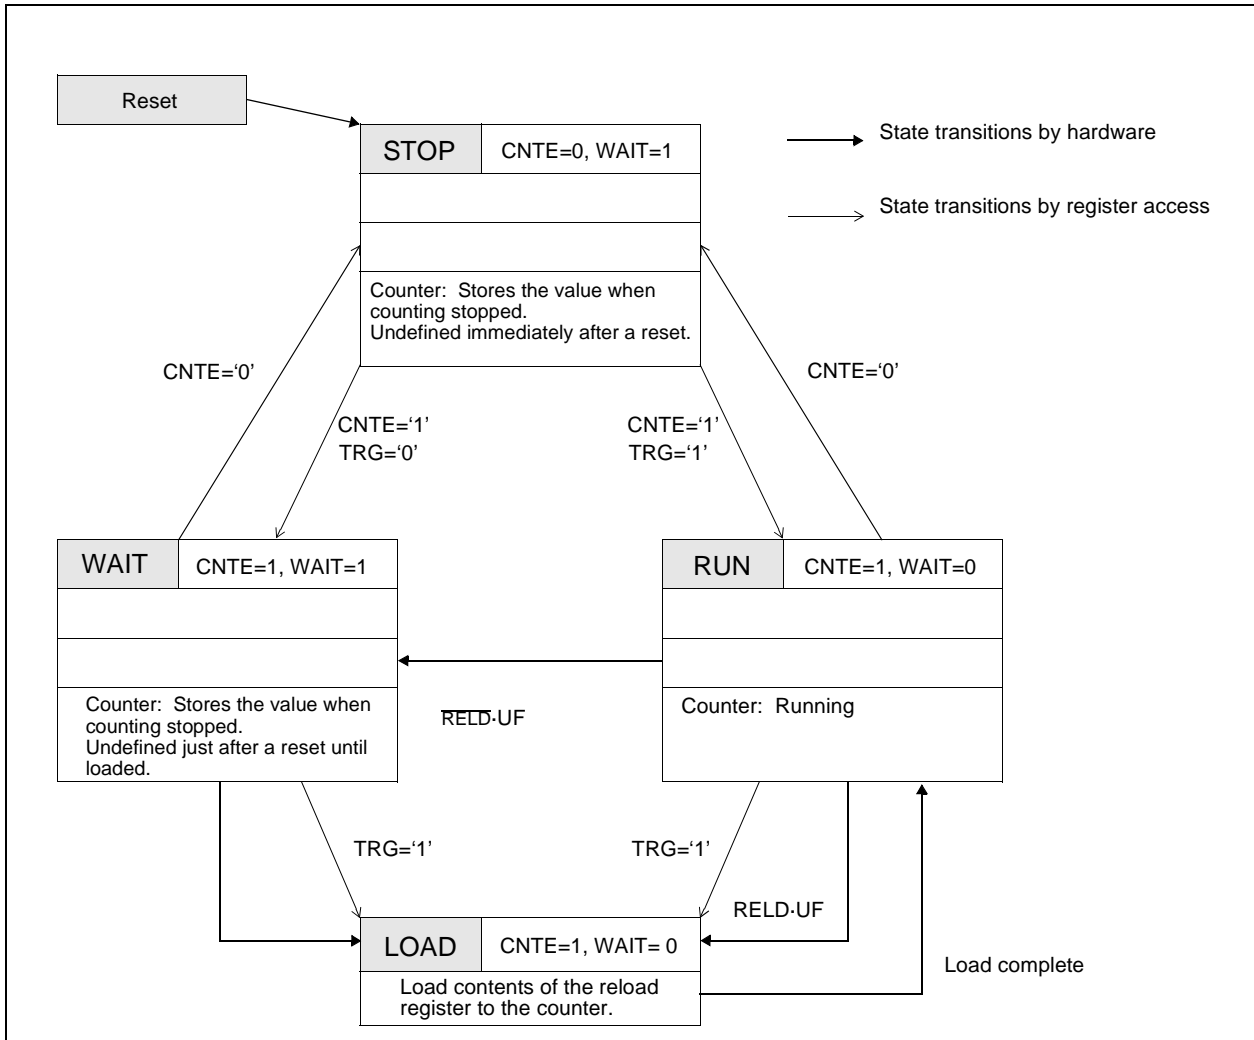 Reset
STOP
CNTE=0, WAIT=1
State transitions by hardware
State transitions by register access
Counter: Stores the value when
counting stopped.
Undefined immediately after a reset.
CNTE=‘0’
CNTE=‘0’
CNTE=‘1’
TRG=‘0’
CNTE=‘1’
TRG=‘1’
WAIT
CNTE=1, WAIT=1
RUN
CNTE=1, WAIT=0
Counter: Stores the value when
counting stopped.
Undefined just after a reset until
loaded.
R̅E̅L̅D̅·UF
Counter: Running
TRG=‘1’
TRG=‘1’
RELD·UF
LOAD
CNTE=1, WAIT= 0
Load contents of the reload
register to the counter.
Load complete